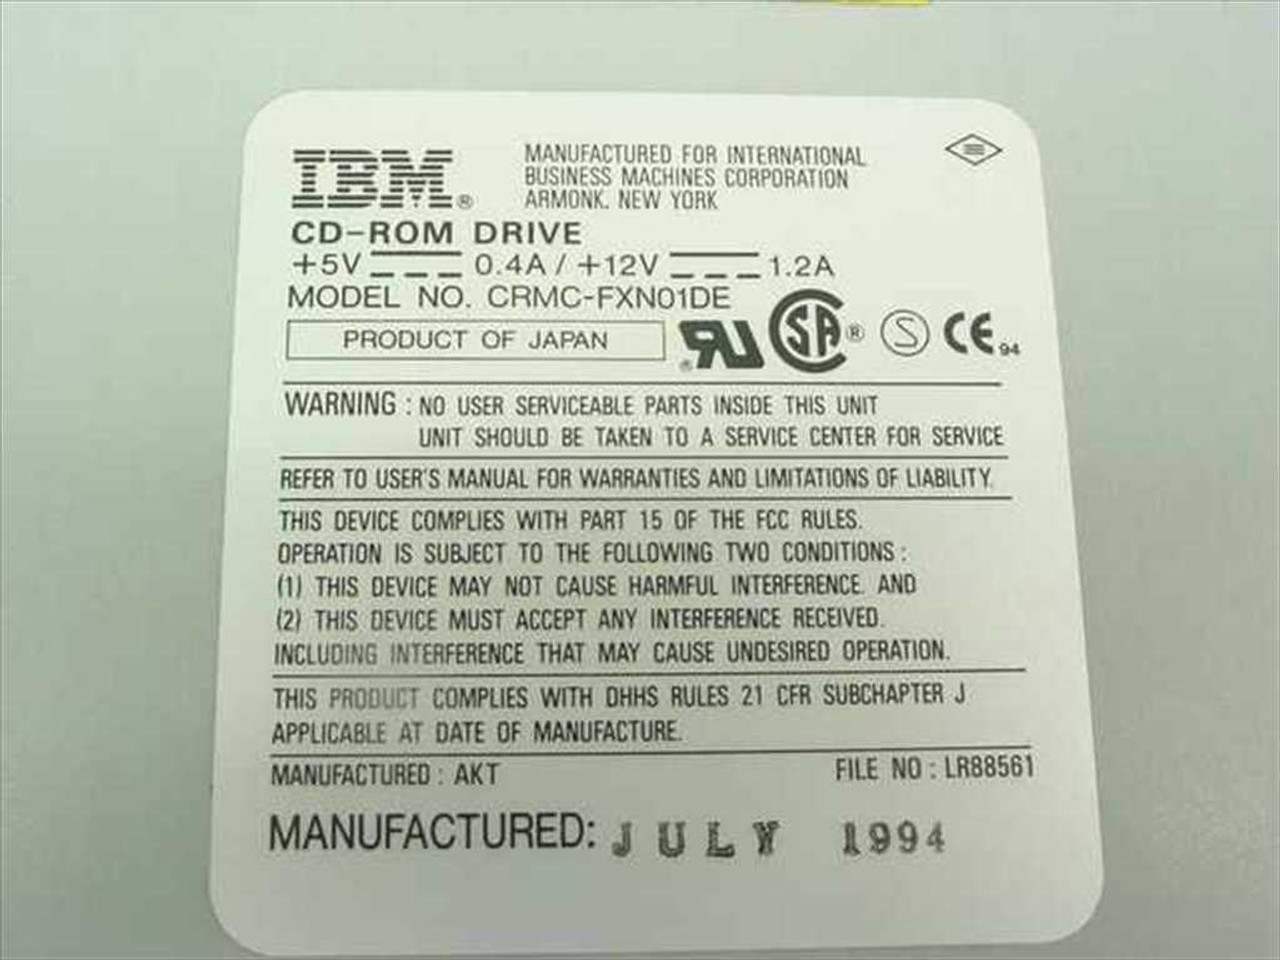 IBM®
MANUFACTURED FOR INTERNATIONAL
BUSINESS MACHINES CORPORATION
ARMONK, NEW YORK
CD-ROM DRIVE
+5V 0.4A / +12V 1.2A
MODEL NO. CRMC-FXN01DE
PRODUCT OF JAPAN
RU® SA® S CE 94
WARNING : NO USER SERVICEABLE PARTS INSIDE THIS UNIT
UNIT SHOULD BE TAKEN TO A SERVICE CENTER FOR SERVICE
REFER TO USER'S MANUAL FOR WARRANTIES AND LIMITATIONS OF LIABILITY.
THIS DEVICE COMPLIES WITH PART 15 OF THE FCC RULES.
OPERATION IS SUBJECT TO THE FOLLOWING TWO CONDITIONS :
(1) THIS DEVICE MAY NOT CAUSE HARMFUL INTERFERENCE. AND
(2) THIS DEVICE MUST ACCEPT ANY INTERFERENCE RECEIVED.
INCLUDING INTERFERENCE THAT MAY CAUSE UNDESIRED OPERATION.
THIS PRODUCT COMPLIES WITH DHHS RULES 21 CFR SUBCHAPTER J
APPLICABLE AT DATE OF MANUFACTURE.
MANUFACTURED : AKT FILE NO : LR88561
MANUFACTURED: JULY 1994